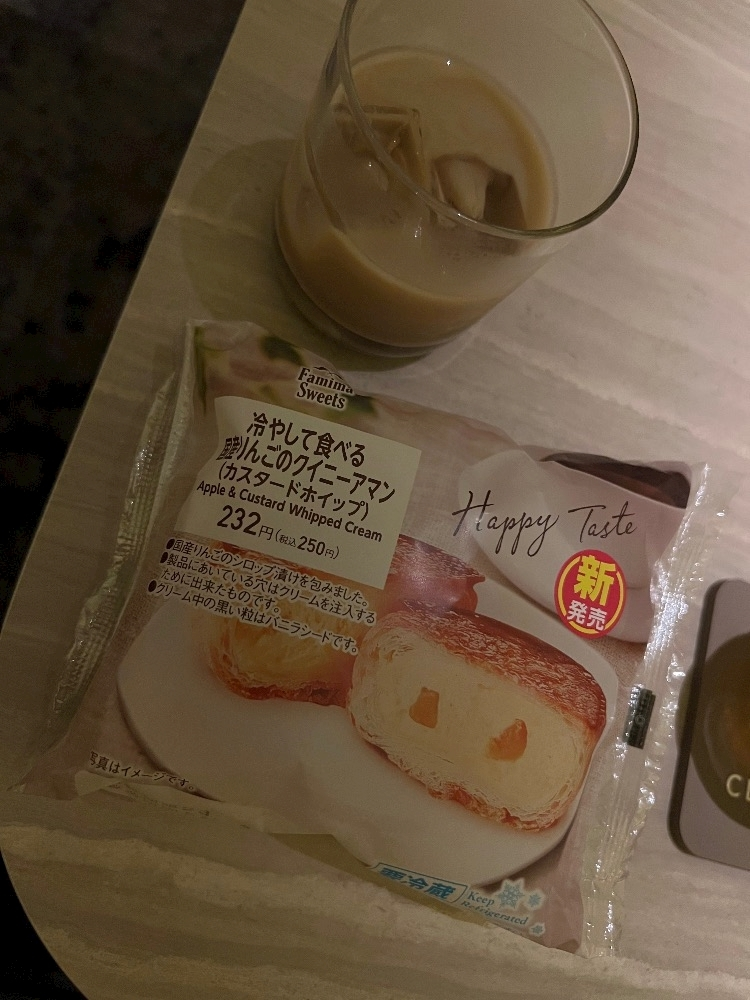 Famima
Sweets
冷やして食べる
国産りんごのクイニーアマン
(カスタードホイップ)
Apple & Custard Whipped Cream
232円(税込250円)
●国産りんごのシロップ漬けを包みました。
●製品にあいている穴はクリームを注入する
ために出来たものです。
●クリーム中の黒い粒はバニラシードです。
Happy Taste
新
発売
写真はイメージです。
要冷蔵
Keep
Refrigerated